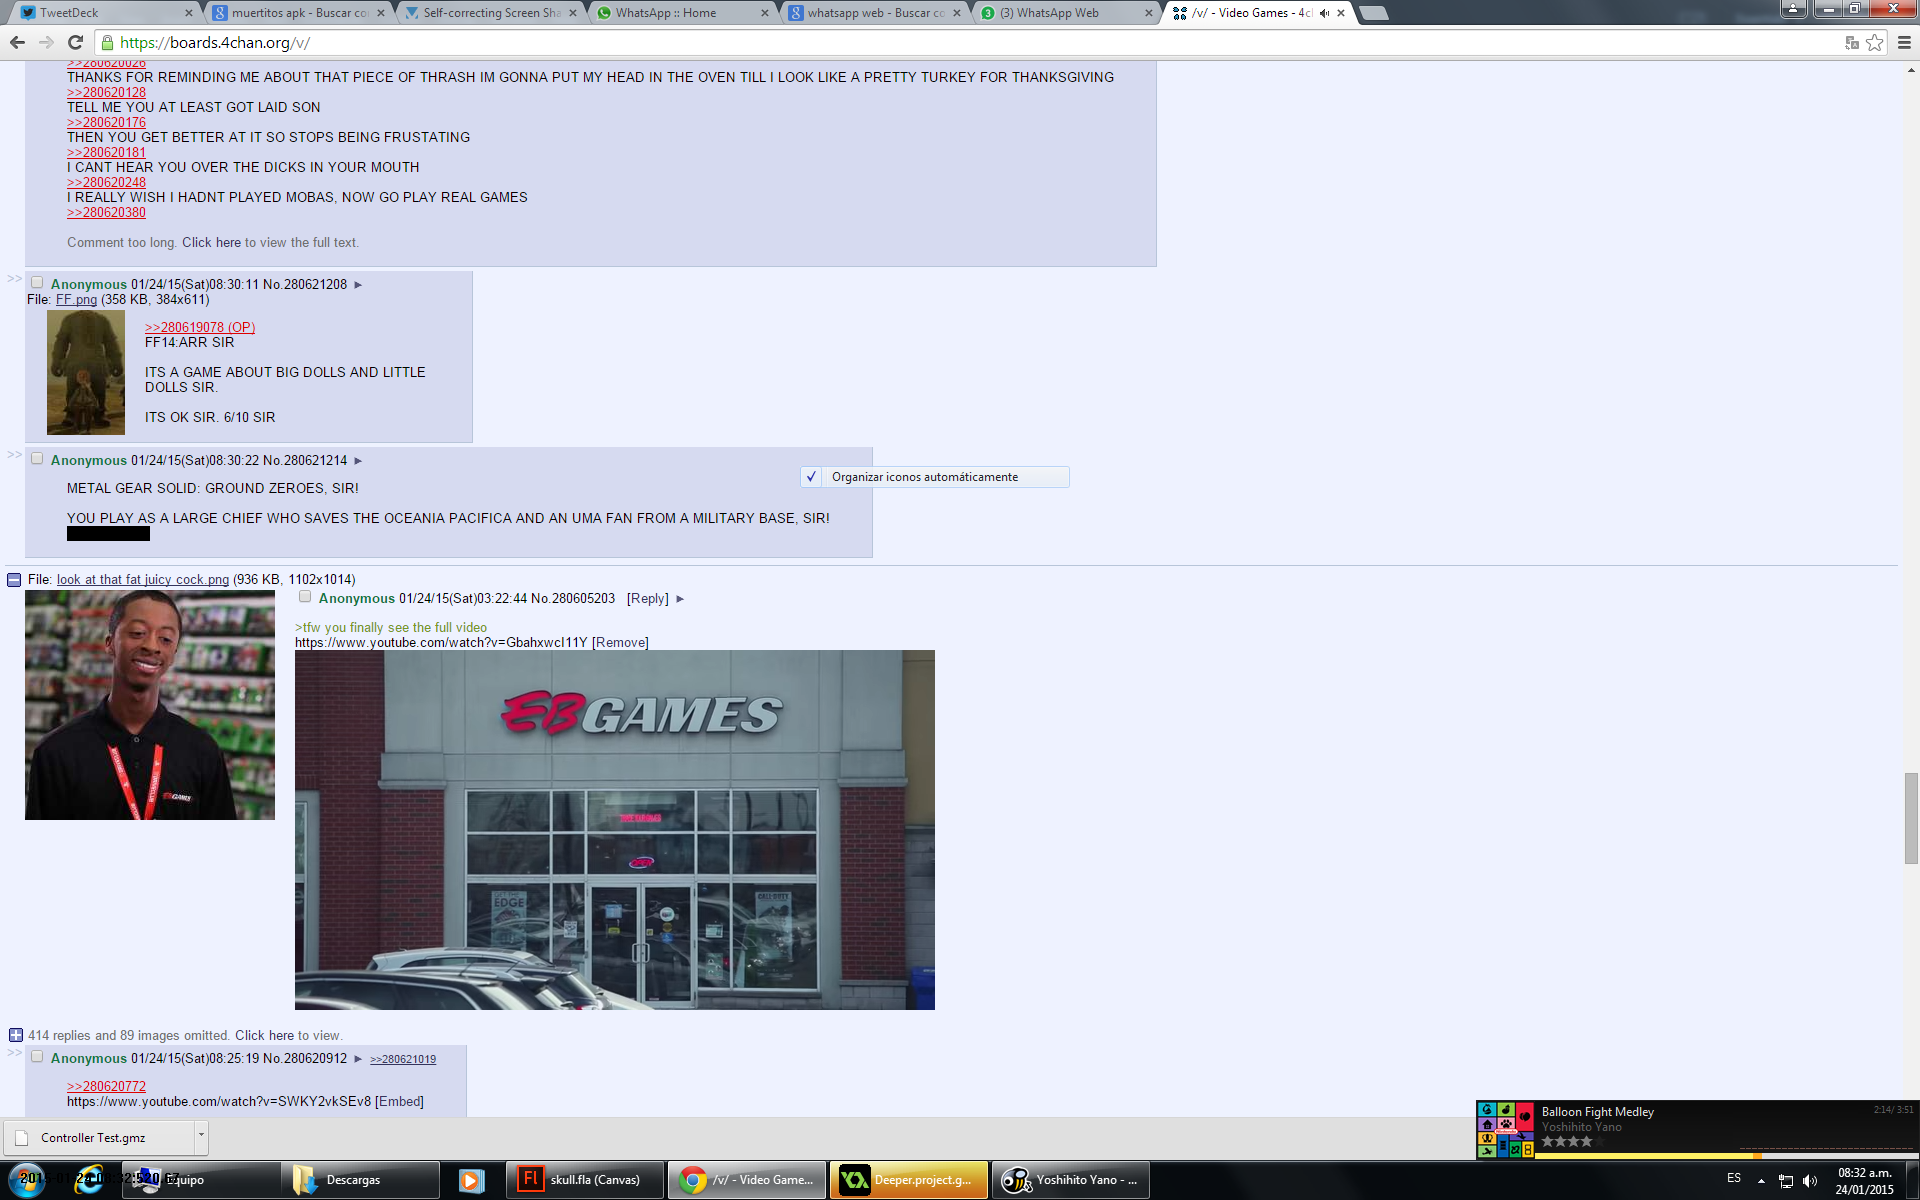 TweetDeck
muertitos apk - Buscar co
Self-correcting Screen Sha
WhatsApp :: Home
whatsapp web - Buscar co
(3) WhatsApp Web
/v/ - Video Games - 4c
https://boards.4chan.org/v/
>>280620026
THANKS FOR REMINDING ME ABOUT THAT PIECE OF THRASH IM GONNA PUT MY HEAD IN THE OVEN TILL I LOOK LIKE A PRETTY TURKEY FOR THANKSGIVING
>>280620128
TELL ME YOU AT LEAST GOT LAID SON
>>280620176
THEN YOU GET BETTER AT IT SO STOPS BEING FRUSTATING
>>280620181
I CANT HEAR YOU OVER THE DICKS IN YOUR MOUTH
>>280620248
I REALLY WISH I HADNT PLAYED MOBAS, NOW GO PLAY REAL GAMES
>>280620380
Comment too long. Click here to view the full text.
>> Anonymous 01/24/15(Sat)08:30:11 No.280621208 ►
File: FF.png (358 KB, 384x611)
>>280619078 (OP)
FF14:ARR SIR
ITS A GAME ABOUT BIG DOLLS AND LITTLE
DOLLS SIR.
ITS OK SIR. 6/10 SIR
>> Anonymous 01/24/15(Sat)08:30:22 No.280621214 ►
METAL GEAR SOLID: GROUND ZEROES, SIR!
Organizar iconos automáticamente
YOU PLAY AS A LARGE CHIEF WHO SAVES THE OCEANIA PACIFICA AND AN UMA FAN FROM A MILITARY BASE, SIR!
File: look at that fat juicy cock.png (936 KB, 1102x1014)
Anonymous 01/24/15(Sat)03:22:44 No.280605203 [Reply] ►
>tfw you finally see the full video
https://www.youtube.com/watch?v=GbahxwcI11Y [Remove]
EB GAMES
EB GAMES
OPEN
EDGE
CALL OF DUTY
414 replies and 89 images omitted. Click here to view.
>> Anonymous 01/24/15(Sat)08:25:19 No.280620912 ► >>280621019
>>280620772
https://www.youtube.com/watch?v=SWKY2vkSEv8 [Embed]
Controller Test.gmz
Balloon Fight Medley
2:14/ 3:51
Yoshihito Yano
Equipo
Descargas
Fl
skull.fla (Canvas)
/v/ - Video Game...
Deeper.project.g...
Yoshihito Yano - ...
ES
08:32 a.m.
24/01/2015